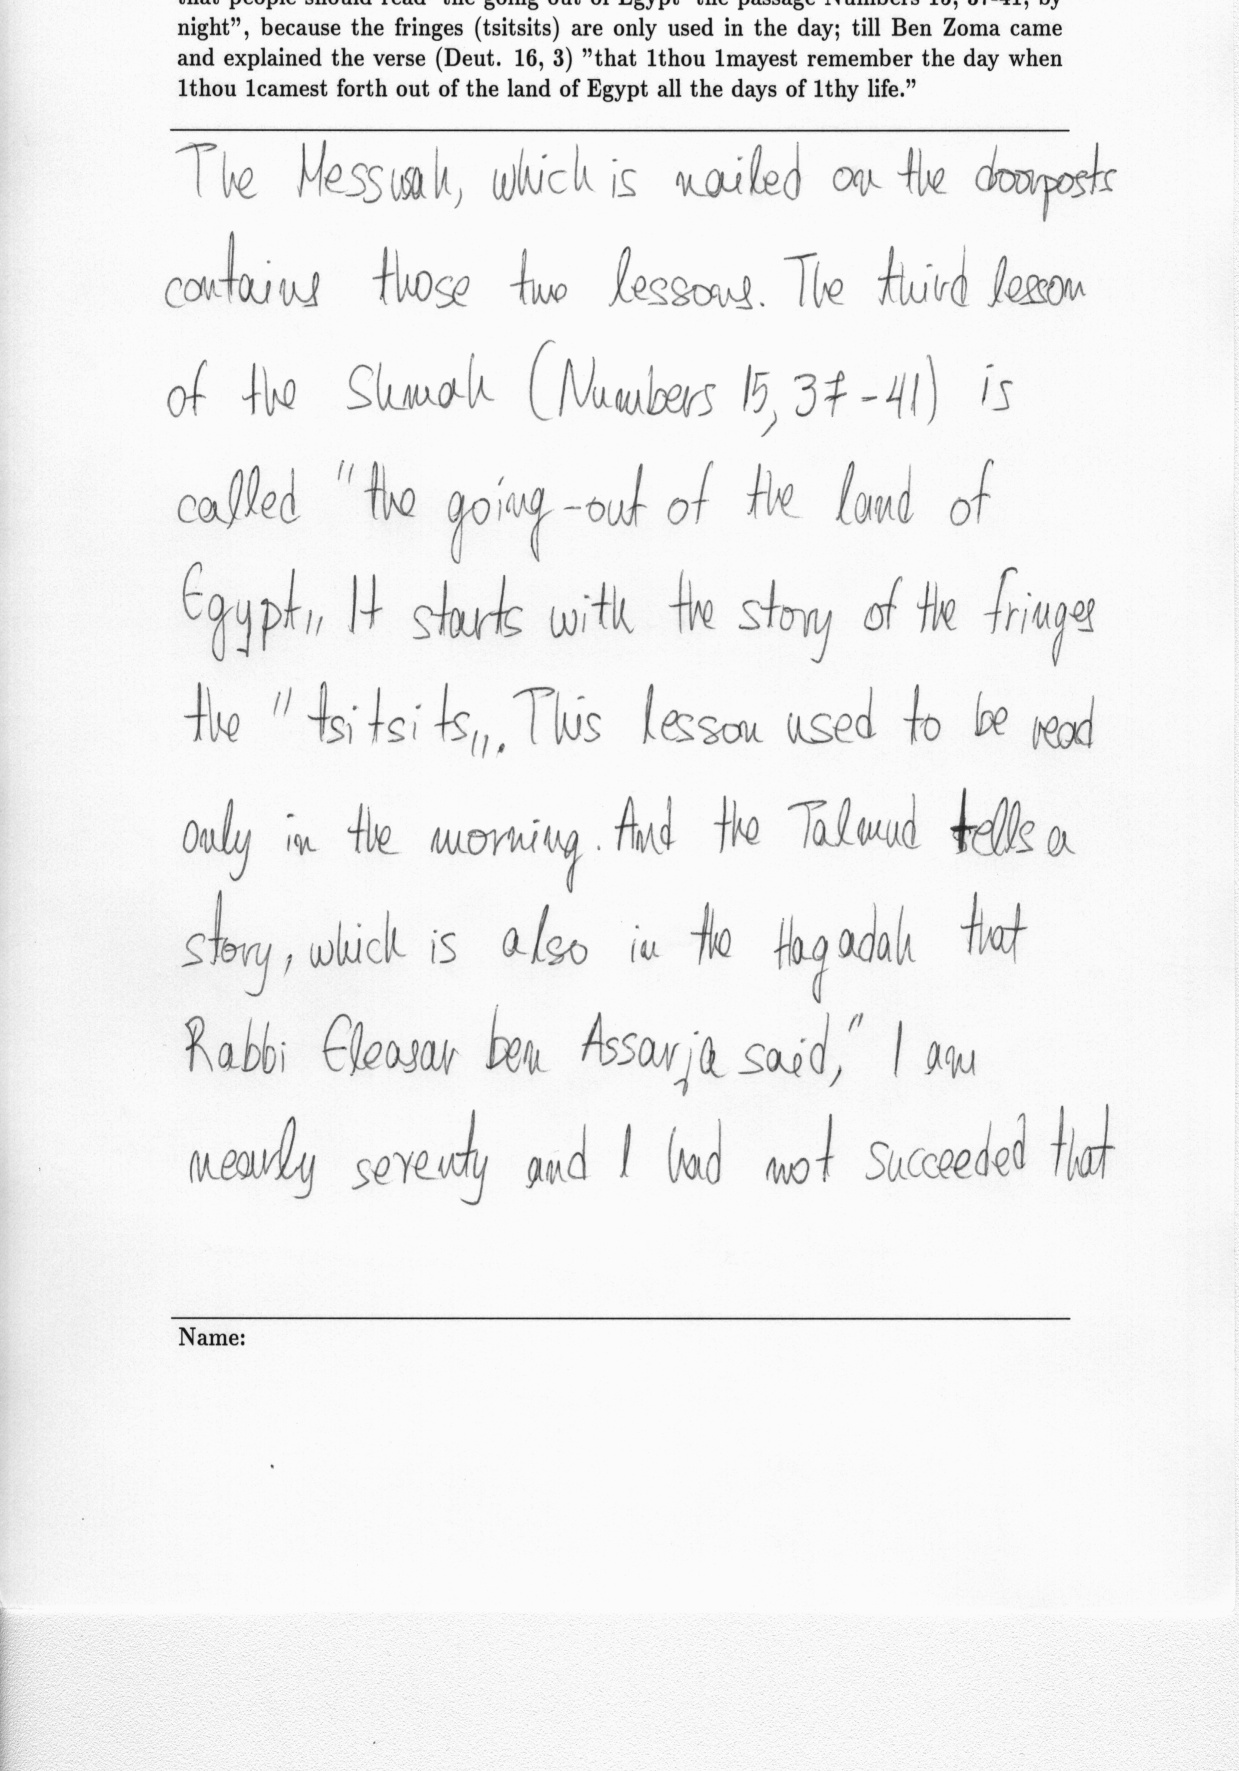 that people should read "the going out of Egypt" the passage Numbers 15, 37-41, by
night”, because the fringes (tsitsits) are only used in the day; till Ben Zoma came
and explained the verse (Deut. 16, 3) ”that 1thou 1mayest remember the day when
1thou 1camest forth out of the land of Egypt all the days of 1thy life.”
The Messusah, which is nailed on the doorposts
contains those two lessons. The third lesson
of the Shmah (Numbers 15, 37-41) is
called "the going-out of the land of
Egypt„ It starts with the story of the fringes
the "tsitsits„. This lesson used to be read
only in the morning. And the Talmud tells a
story, which is also in the Hagadah that
Rabbi Eleasar ben Assarja said," I am
nearly seventy and I had not succeeded that
Name: